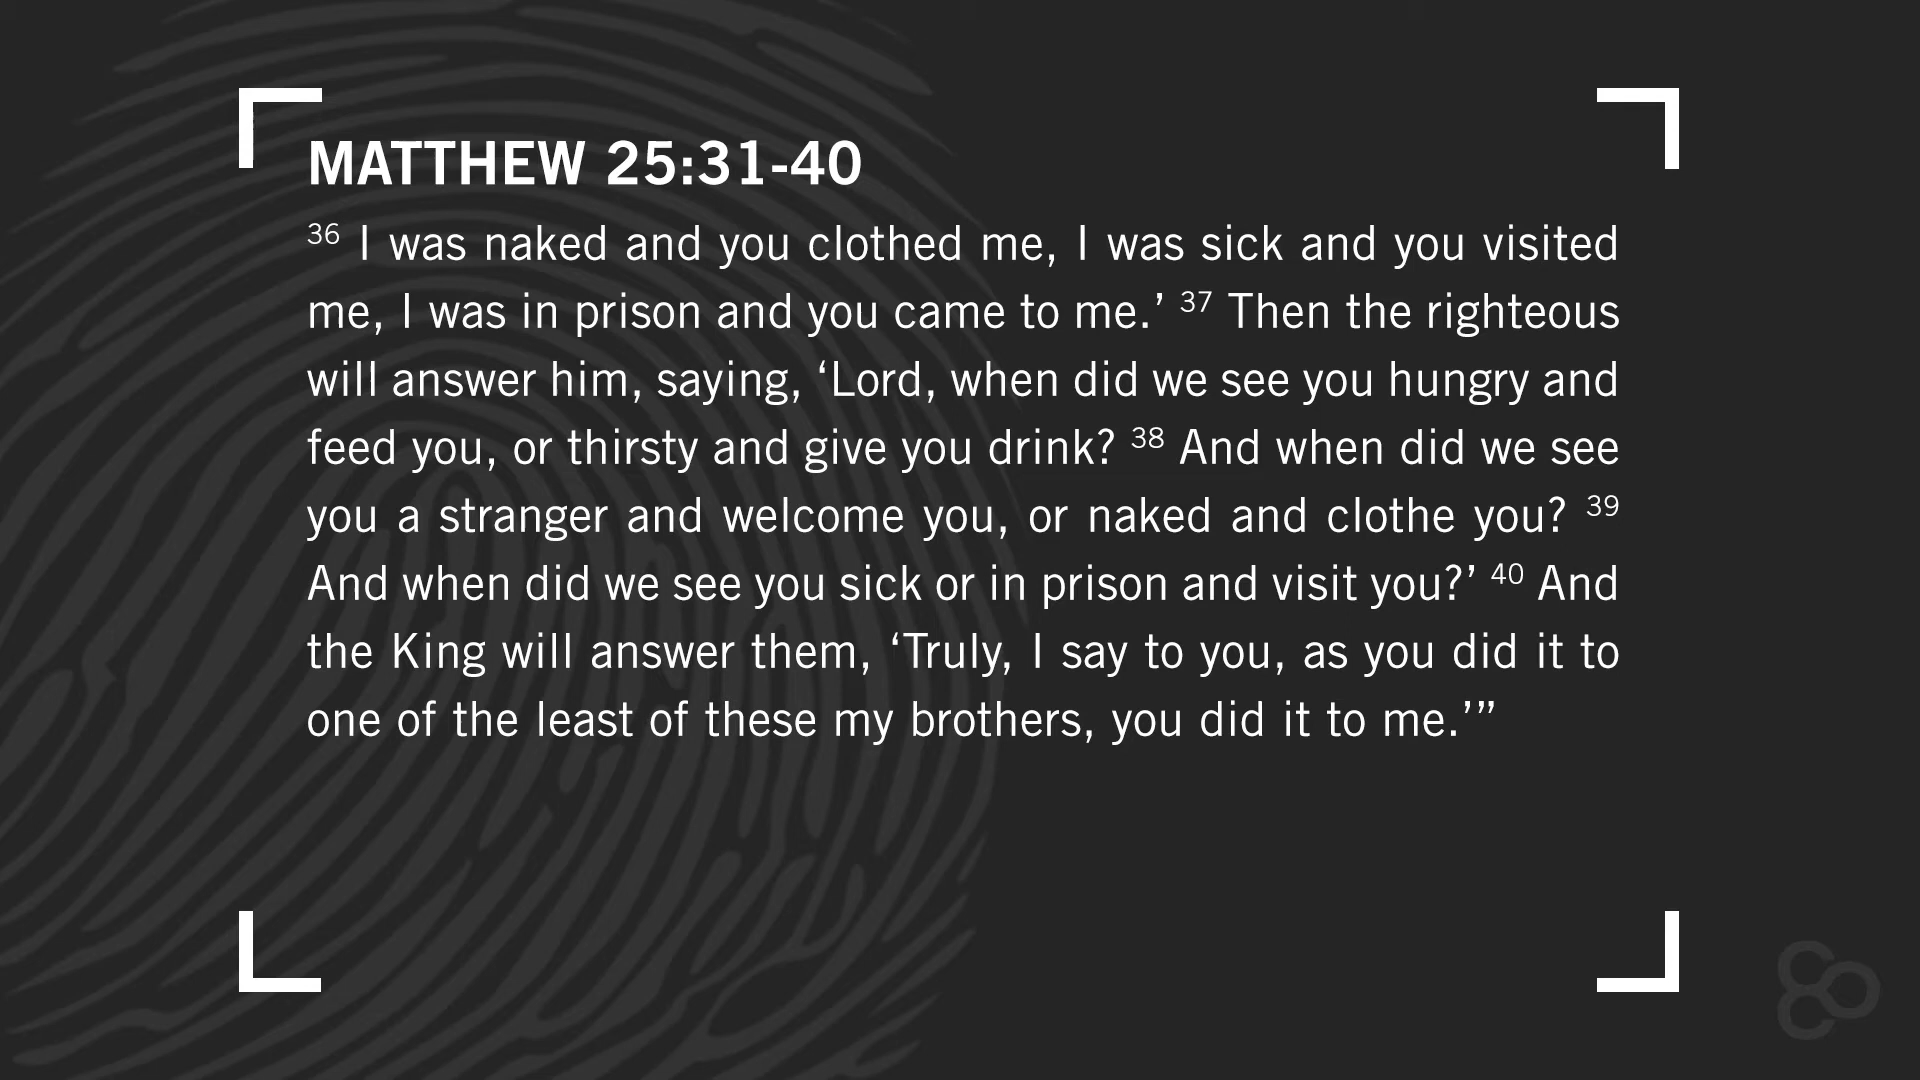 MATTHEW 25:31-40
36 I was naked and you clothed me, I was sick and you visited
me, I was in prison and you came to me.’ 37 Then the righteous
will answer him, saying, ‘Lord, when did we see you hungry and
feed you, or thirsty and give you drink? 38 And when did we see
you a stranger and welcome you, or naked and clothe you? 39
And when did we see you sick or in prison and visit you?’ 40 And
the King will answer them, ‘Truly, I say to you, as you did it to
one of the least of these my brothers, you did it to me.’”